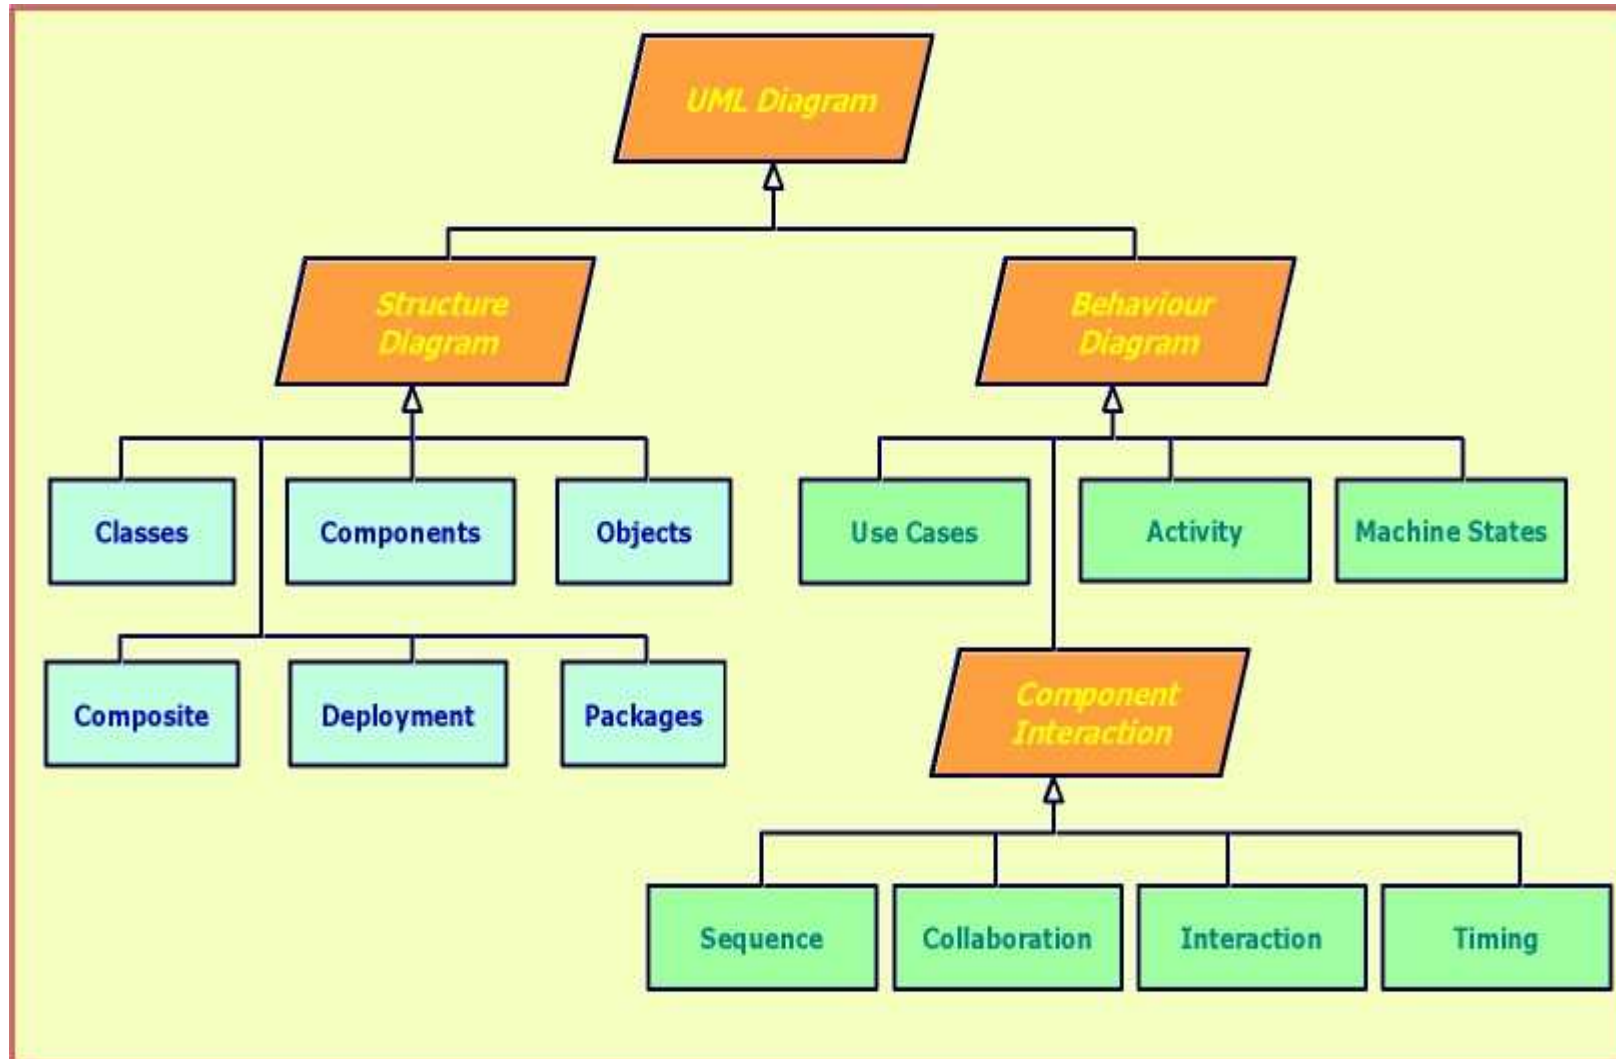 UML Diagram
Structure
Diagram
Behaviour
Diagram
Classes
Components
Objects
Use Cases
Activity
Machine States
Composite
Deployment
Packages
Component
Interaction
Sequence
Collaboration
Interaction
Timing